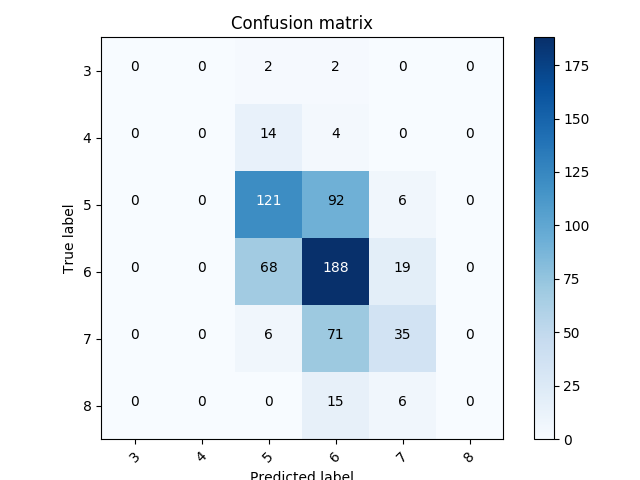 Confusion matrix
3 0 0 2 2 0 0
4 0 0 14 4 0 0
5 0 0 121 92 6 0
6 0 0 68 188 19 0
7 0 0 6 71 35 0
8 0 0 0 15 6 0
True label
3 4 5 6 7 8
Predicted label
175
150
125
100
75
50
25
0